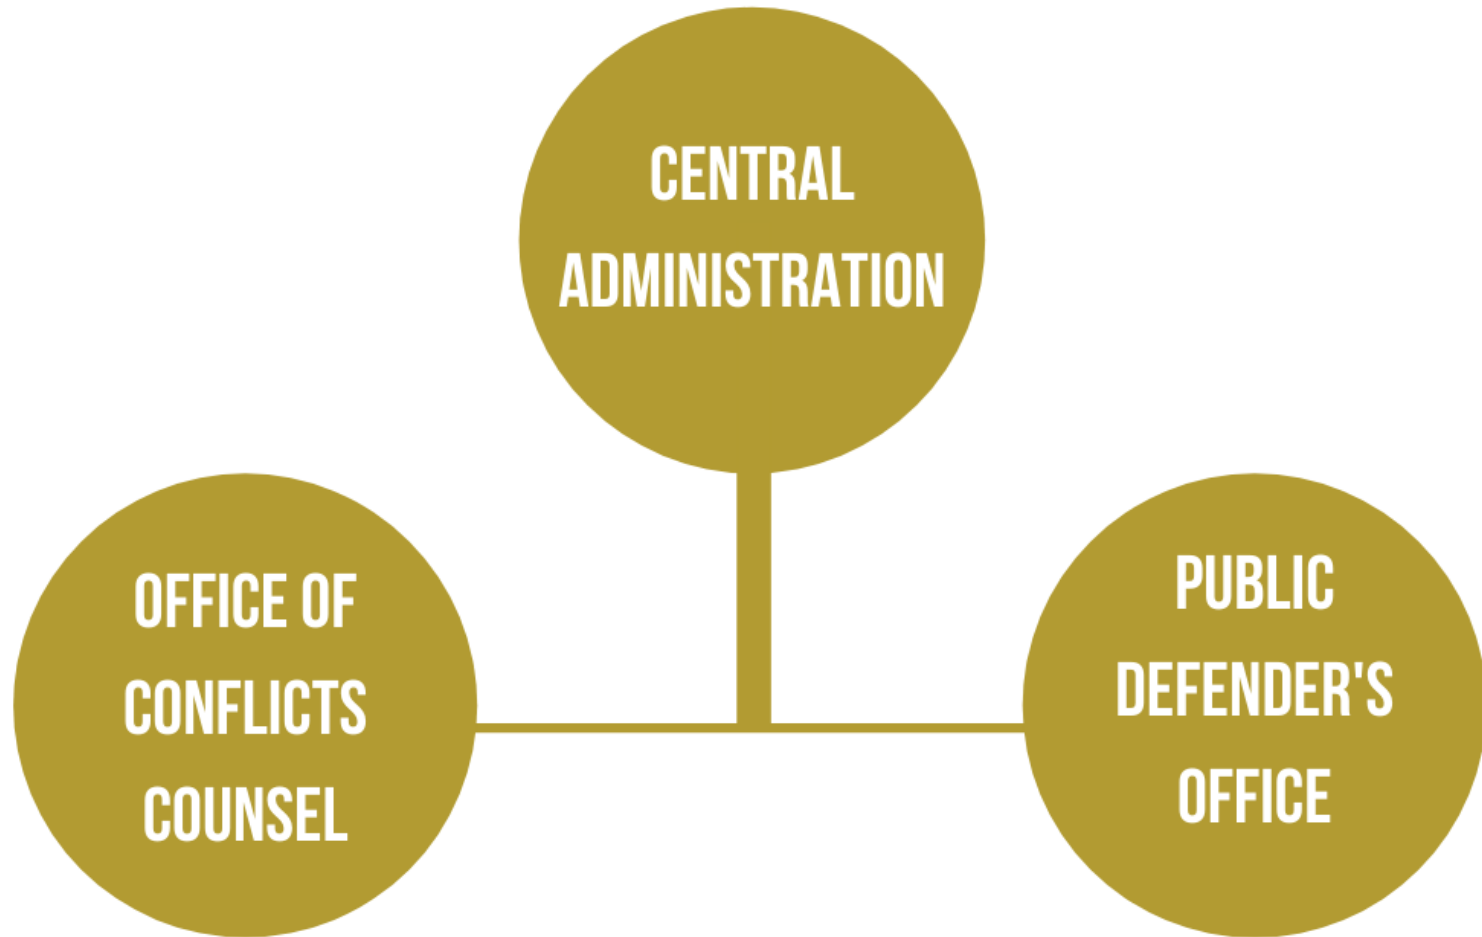 CENTRAL
ADMINISTRATION
OFFICE OF
CONFLICTS
COUNSEL
PUBLIC
DEFENDER'S
OFFICE